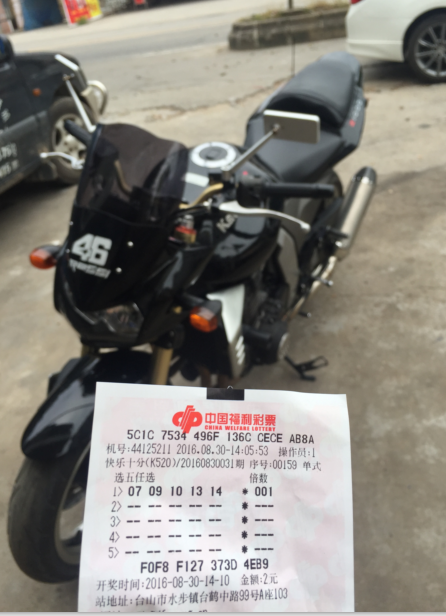 46
Rossi
中国福利彩票
CHINA WELFARE LOTTERY
5C1C 7534 496F 136C CECE AB8A
机号:44125211 2016.08.30-14:05:53 操作员:1
快乐十分(K520)/20160830031期 序号:00159 单式
选五任选 倍数
1> 07 09 10 13 14 * 001
2> -- -- -- -- -- * ---
3> -- -- -- -- -- * ---
4> -- -- -- -- -- * ---
5> -- -- -- -- -- * ---
F0F8 F127 373D 4EB9
开奖时间:2016-08-30-14-10 金额:2元
站地址:台山市水步镇台鹤中路99号A座103